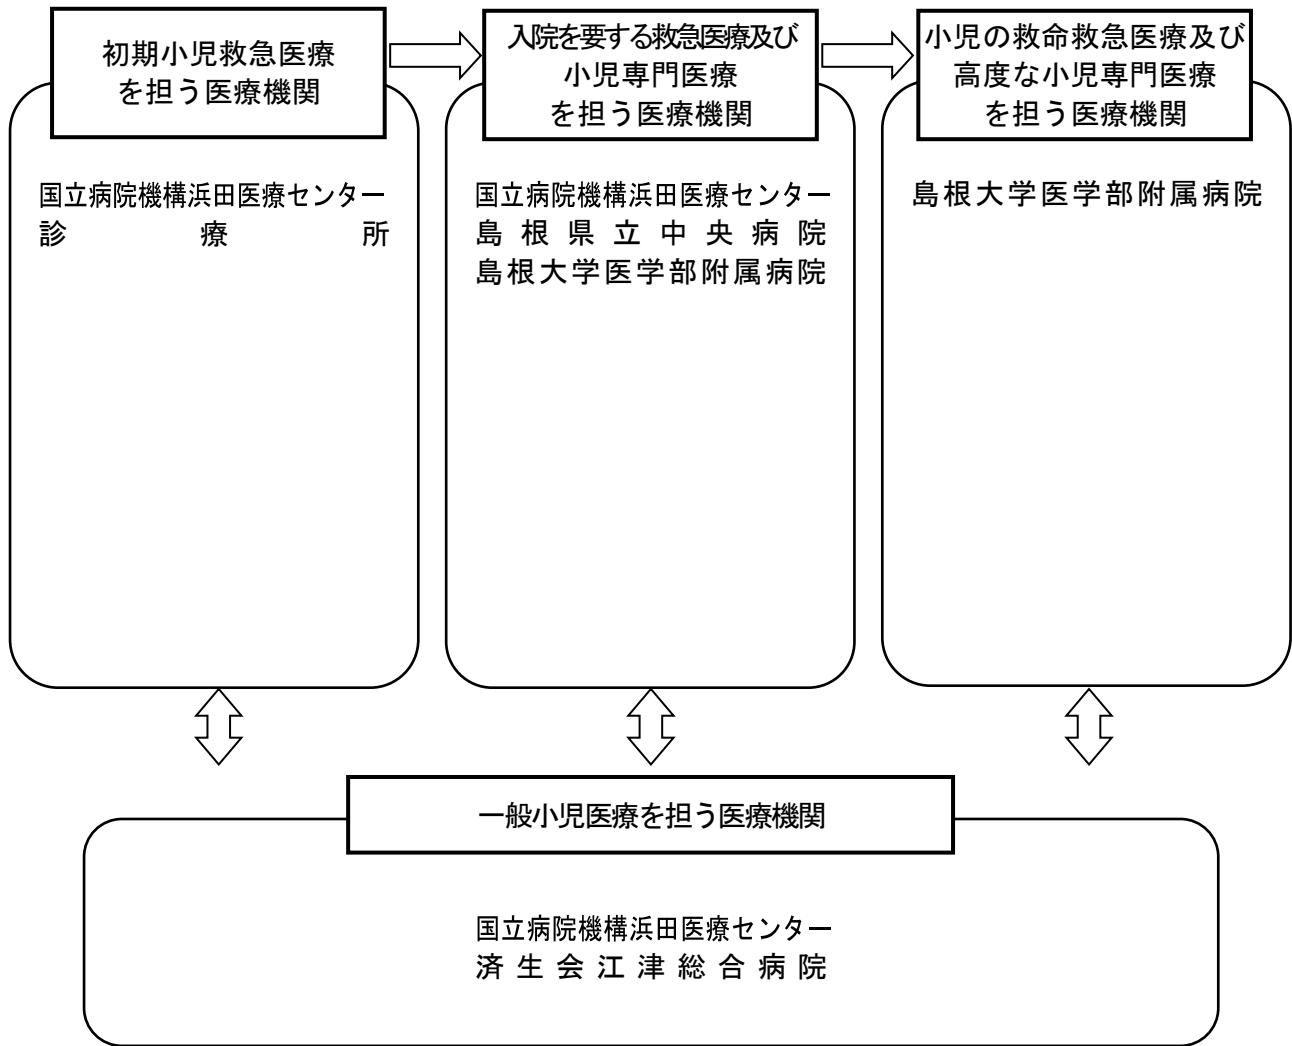 初期小児救急医療
を担う医療機関
国立病院機構浜田医療センター
診療所
入院を要する救急医療及び
小児専門医療
を担う医療機関
国立病院機構浜田医療センター
島根県立中央病院
島根大学医学部附属病院
小児の救命救急医療及び
高度な小児専門医療
を担う医療機関
島根大学医学部附属病院
一般小児医療を担う医療機関
国立病院機構浜田医療センター
済生会江津総合病院